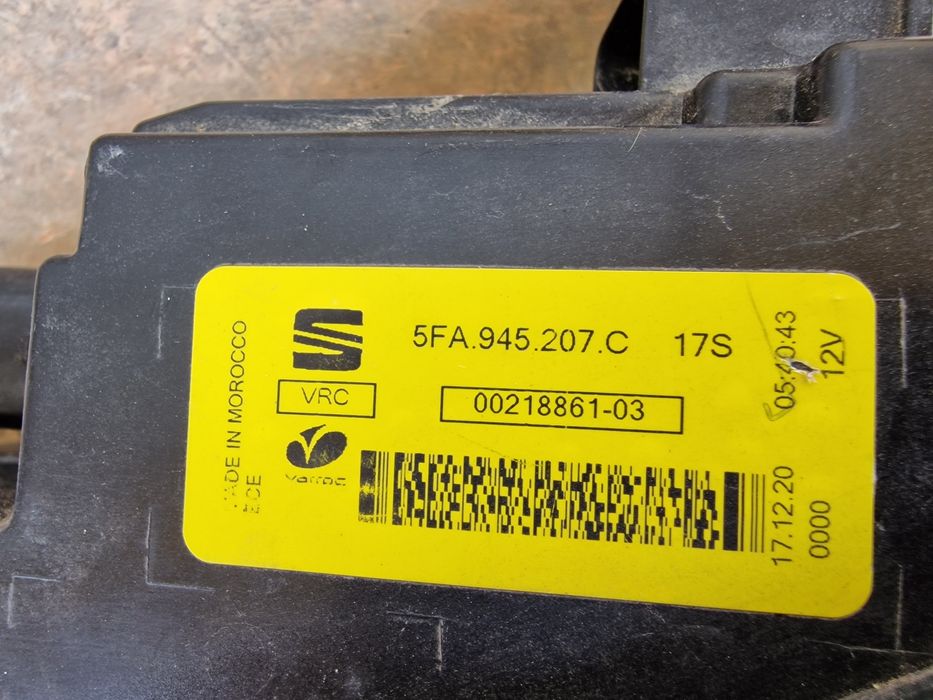 5FA.945.207.C 17S
VRC
00218861-03
MADE IN MOROCCO
ECE
varroc
05:40:43
12V
17.12.20
0000